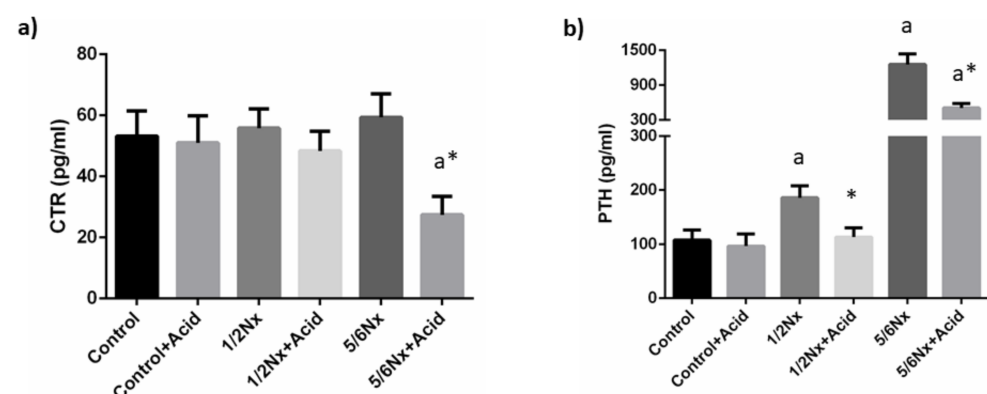 a)
80
60
40
20
0
CTR (pg/ml)
a*
Control
Control+Acid
1/2Nx
1/2Nx+Acid
5/6Nx
5/6Nx+Acid
b)
1500
900
300
300
200
100
0
PTH (pg/ml)
a
*
a
a*
Control
Control+Acid
1/2Nx
1/2Nx+Acid
5/6Nx
5/6Nx+Acid